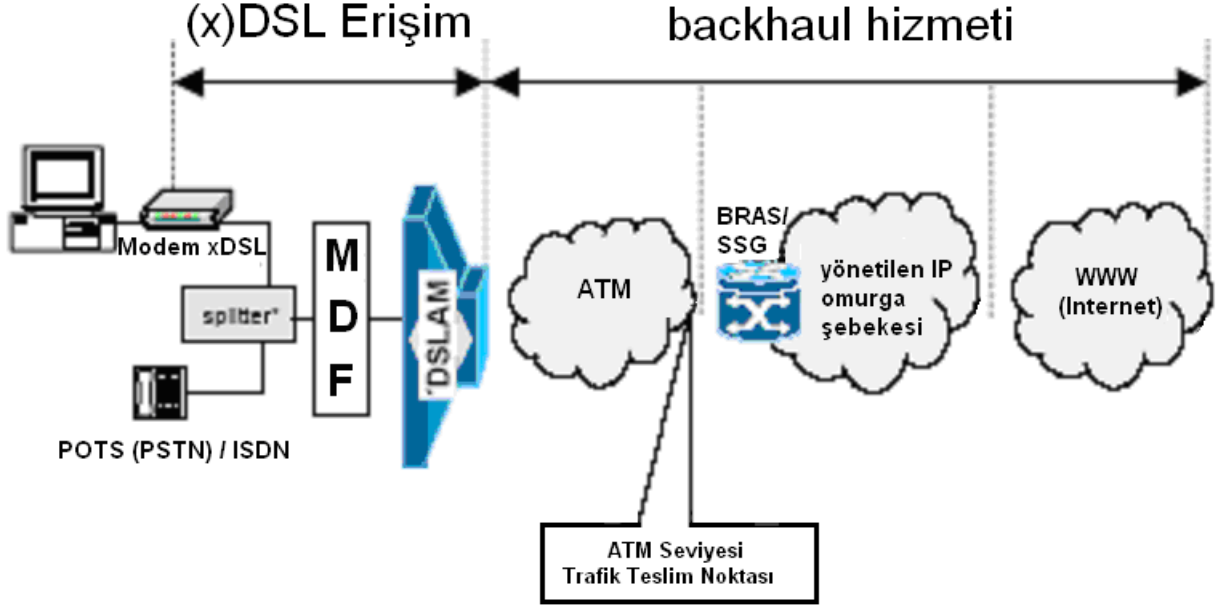 (x)DSL Erişim
backhaul hizmeti
Modem xDSL
splitter*
POTS (PSTN) / ISDN
M
D
F
'DSLAM
ATM
BRAS/
SSG
yönetilen IP
omurga
şebekesi
WWW
(Internet)
ATM Seviyesi
Trafik Teslim Noktası